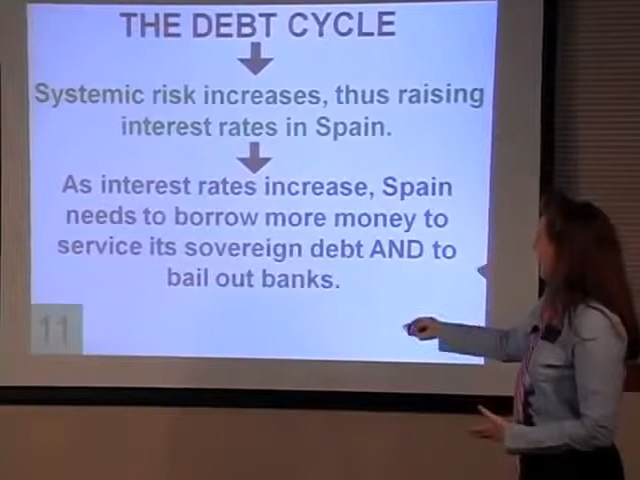 THE DEBT CYCLE
Systemic risk increases, thus raising
interest rates in Spain.
As interest rates increase, Spain
needs to borrow more money to
service its sovereign debt AND to
bail out banks.
11